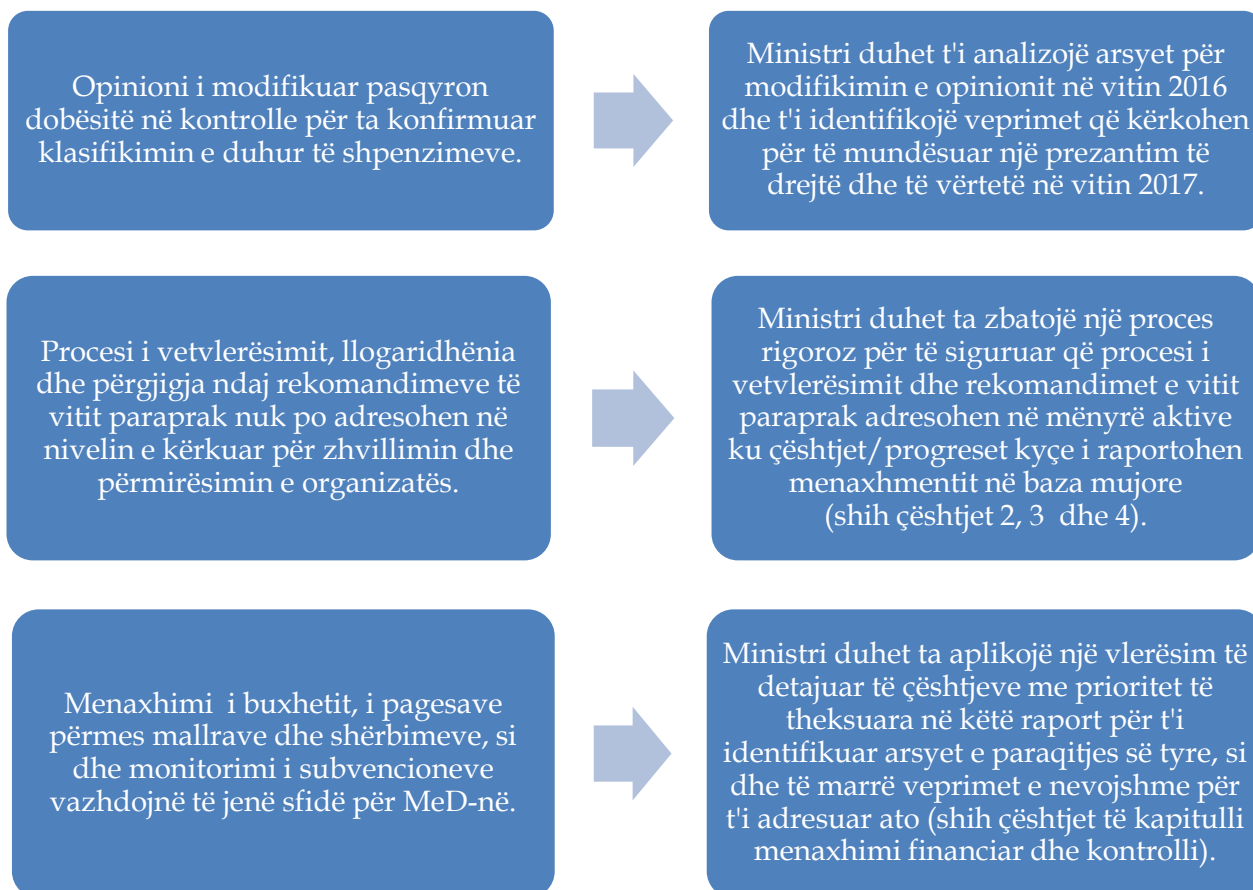 Opinioni i modifikuar pasqyron
dobësitë në kontrolle për ta konfirmuar
klasifikimin e duhur të shpenzimeve.
Ministri duhet t'i analizojë arsyet për
modifikimin e opinionit në vitin 2016
dhe t'i identifikojë veprimet që kërkohen
për të mundësuar një prezantim të
drejtë dhe të vërtetë në vitin 2017.
Procesi i vetvlerësimit, llogaridhënia
dhe përgjigja ndaj rekomandimeve të
vitit paraprak nuk po adresohen në
nivelin e kërkuar për zhvillimin dhe
përmirësimin e organizatës.
Ministri duhet ta zbatojë një proces
rigoroz për të siguruar që procesi i
vetvlerësimit dhe rekomandimet e vitit
paraprak adresohen në mënyrë aktive
ku çështjet/progreset kyçe i raportohen
menaxhmentit në baza mujore
(shih çështjet 2, 3 dhe 4).
Menaxhimi i buxhetit, i pagesave
përmes mallrave dhe shërbimeve, si
dhe monitorimi i subvencioneve
vazhdojnë të jenë sfidë për MeD-në.
Ministri duhet ta aplikojë një vlerësim të
detajuar të çështjeve me prioritet të
theksuara në këtë raport për t'i
identifikuar arsyet e paraqitjes së tyre, si
dhe të marrë veprimet e nevojshme për
t'i adresuar ato (shih çështjet të kapitulli
menaxhimi financiar dhe kontrolli).